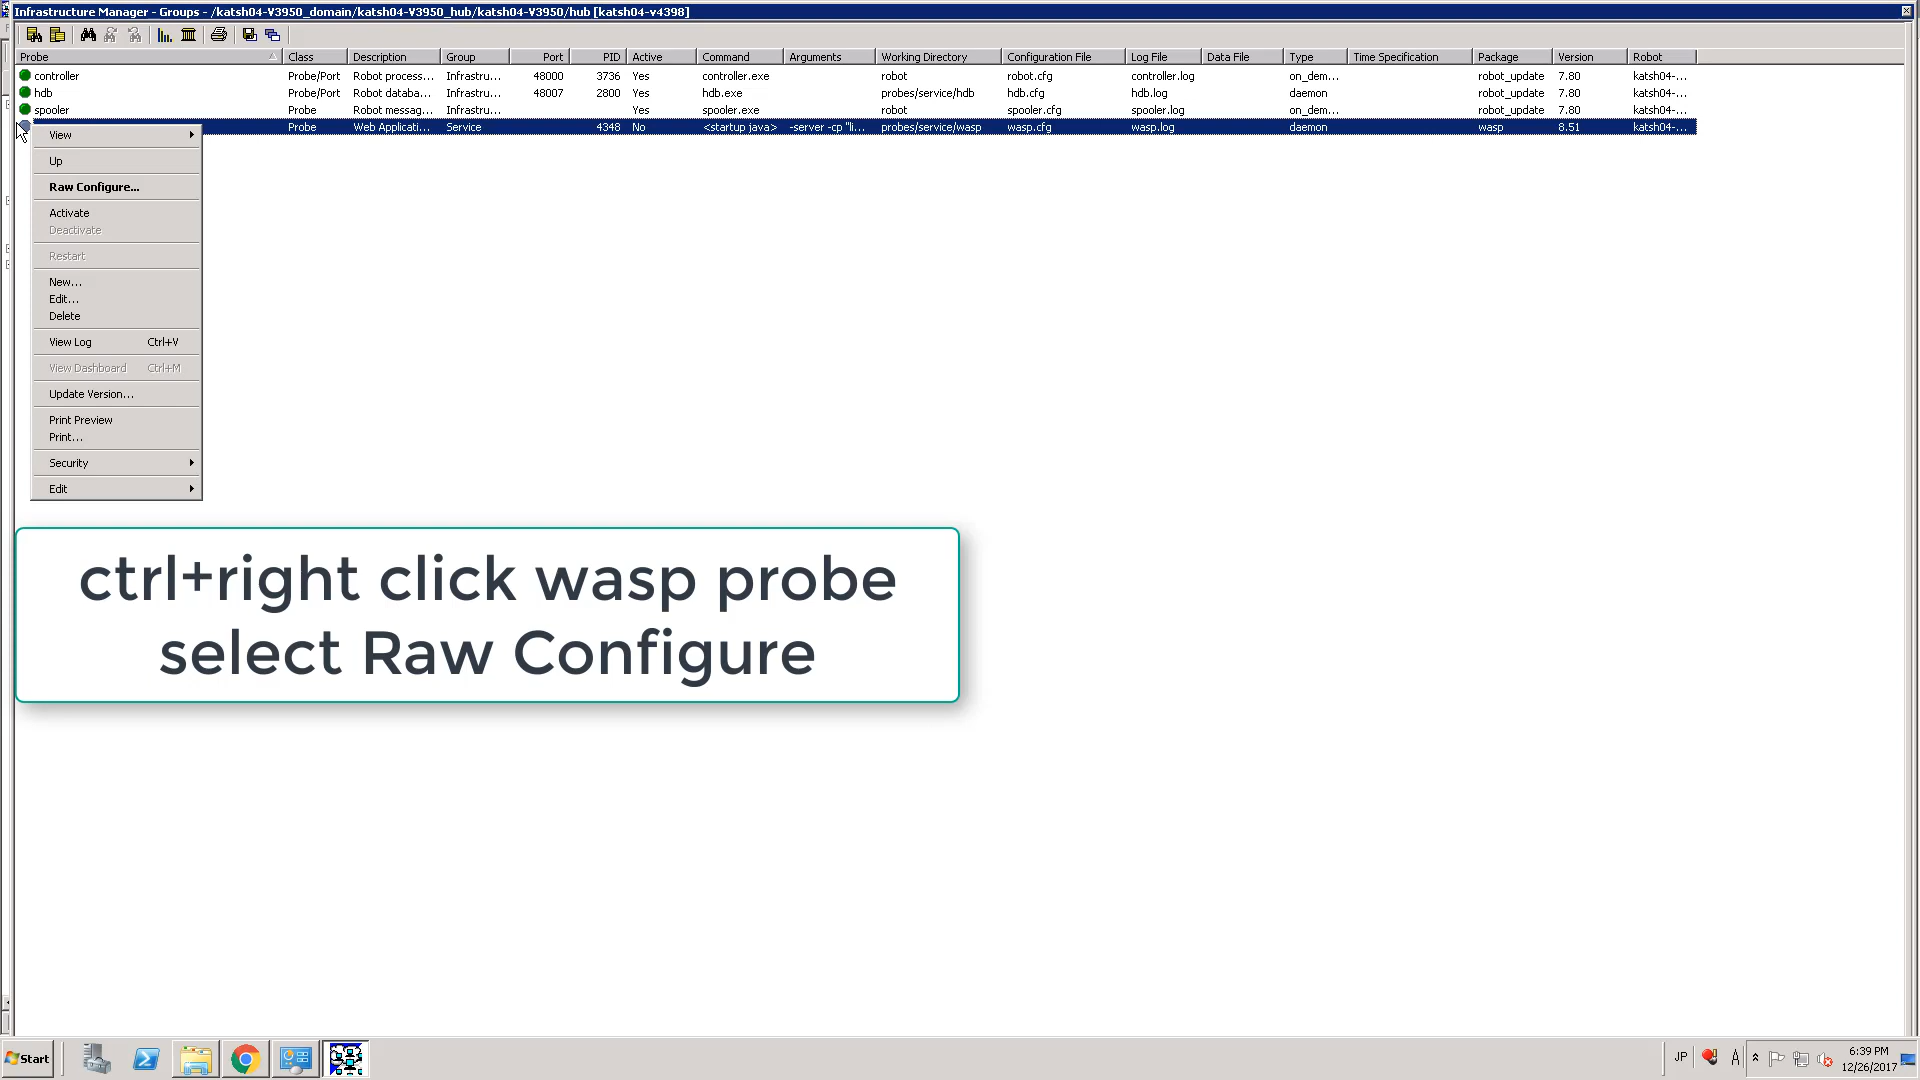 Infrastructure Manager - Groups - /katsh04-V3950_domain/katsh04-V3950_hub/katsh04-V3950/hub [katsh04-v4398]
Probe Class Description Group Port PID Active Command Arguments Working Directory Configuration File Log File Data File Type Time Specification Package Version Robot
controller Probe/Port Robot process... Infrastru... 48000 3736 Yes controller.exe robot robot.cfg controller.log on_dem... robot_update 7.80 katsh04-...
hdb Probe/Port Robot databa... Infrastru... 48007 2800 Yes hdb.exe probes/service/hdb hdb.cfg hdb.log daemon robot_update 7.80 katsh04-...
spooler Probe Robot messag... Infrastru... Yes spooler.exe robot spooler.cfg spooler.log on_dem... robot_update 7.80 katsh04-...
Probe Web Applicati... Service 4348 No <startup java> -server -cp "li... probes/service/wasp wasp.cfg wasp.log daemon wasp 8.51 katsh04-...
View
Up
Raw Configure...
Activate
Deactivate
Restart
New...
Edit...
Delete
View Log Ctrl+V
View Dashboard Ctrl+M
Update Version...
Print Preview
Print...
Security
Edit
ctrl+right click wasp probe
select Raw Configure
Start
JP
A
6:39 PM
12/26/2017